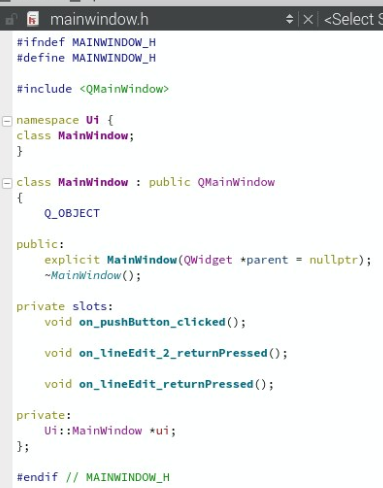 mainwindow.h
<Select S
#ifndef MAINWINDOW_H
#define MAINWINDOW_H
#include <QMainWindow>
namespace Ui {
class MainWindow;
}
class MainWindow : public QMainWindow
{
    Q_OBJECT
public:
    explicit MainWindow(QWidget *parent = nullptr);
    ~MainWindow();
private slots:
    void on_pushButton_clicked();
    void on_lineEdit_2_returnPressed();
    void on_lineEdit_returnPressed();
private:
    Ui::MainWindow *ui;
};
#endif // MAINWINDOW_H